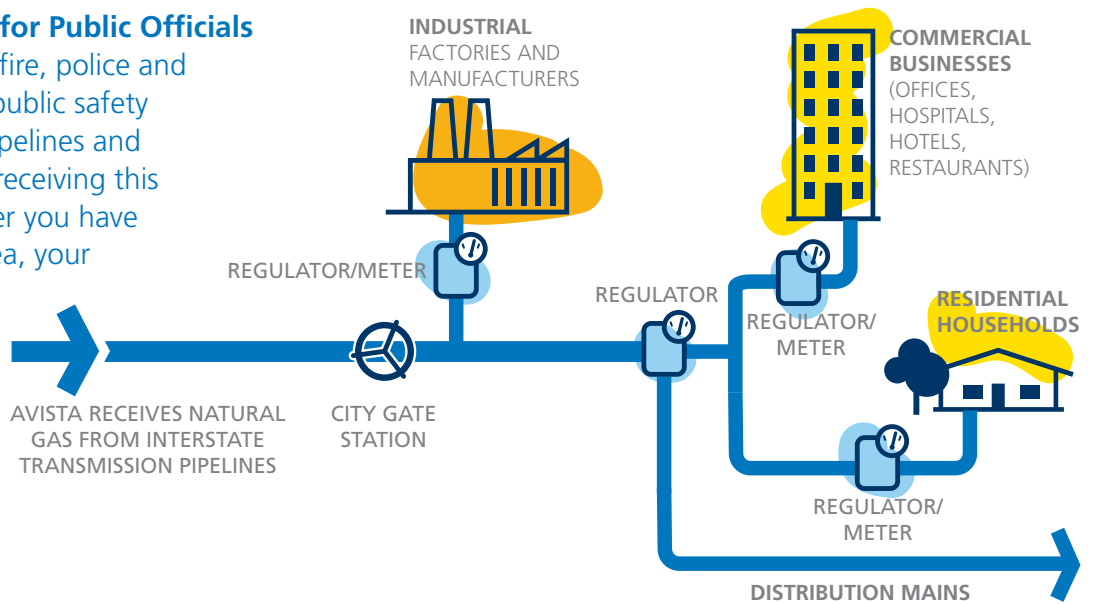 for Public Officials
fire, police and
public safety
pelines and
receiving this
er you have
ea, your
INDUSTRIAL
FACTORIES AND
MANUFACTURERS
COMMERCIAL
BUSINESSES
(OFFICES,
HOSPITALS,
HOTELS,
RESTAURANTS)
REGULATOR/METER
REGULATOR
REGULATOR/
METER
RESIDENTIAL
HOUSEHOLDS
AVISTA RECEIVES NATURAL
GAS FROM INTERSTATE
TRANSMISSION PIPELINES
CITY GATE
STATION
REGULATOR/
METER
DISTRIBUTION MAINS